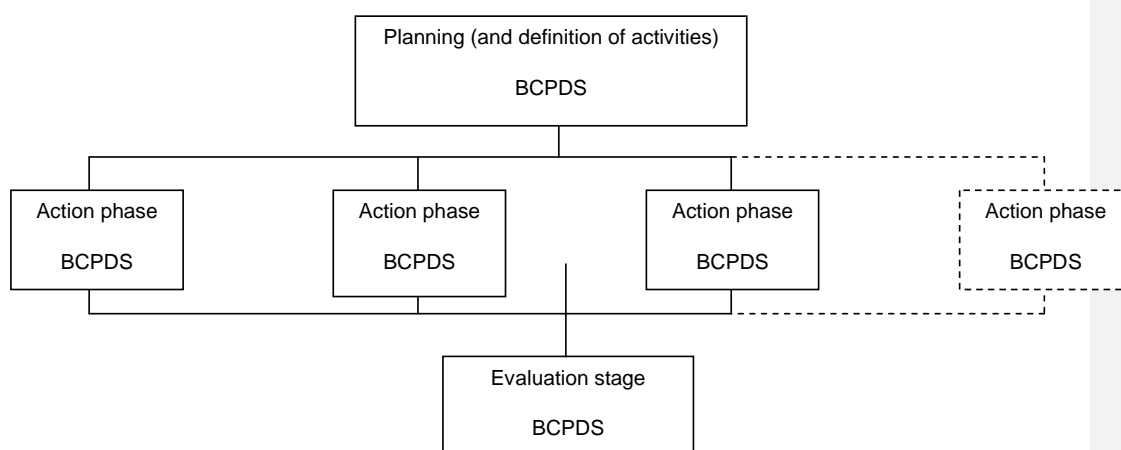 Planning (and definition of activities)
BCPDS
Action phase
BCPDS
Action phase
BCPDS
Action phase
BCPDS
Action phase
BCPDS
Evaluation stage
BCPDS